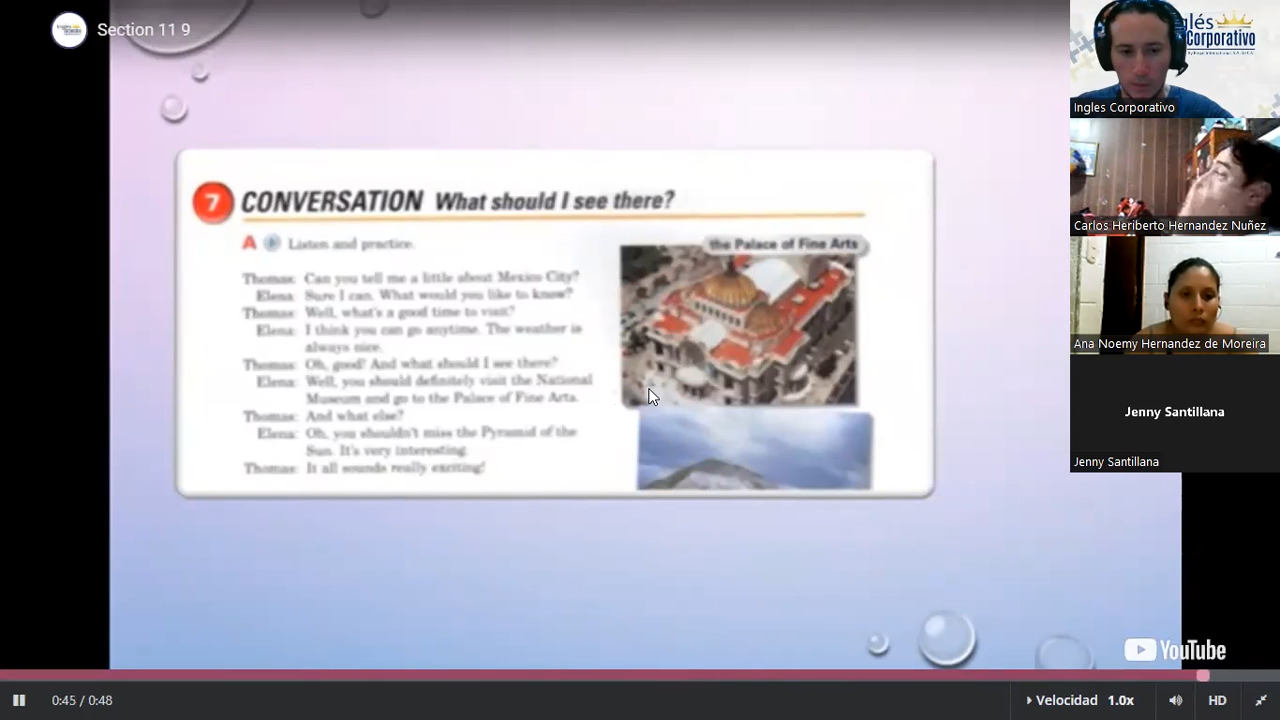 Section 11 9
7 CONVERSATION What should I see there?
A Listen and practice.
the Palace of Fine Arts
Thomas: Can you tell me a little about Mexico City?
Elena: Sure I can. What would you like to know?
Thomas: Well, what's a good time to visit?
Elena: I think you can go anytime. The weather is
always nice.
Thomas: Oh, good! And what should I see there?
Elena: Well, you should definitely visit the National
Museum and go to the Palace of Fine Arts.
Thomas: And what else?
Elena: Oh, you shouldn't miss the Pyramid of the
Sun. It's very interesting.
Thomas: It all sounds really exciting!
glés
Corporativo
Ingles Corporativo
Carlos Heriberto Hernandez Nuñez
Ana Noemy Hernandez de Moreira
Jenny Santillana
Jenny Santillana
YouTube
0:45 / 0:48
Velocidad 1.0x
HD